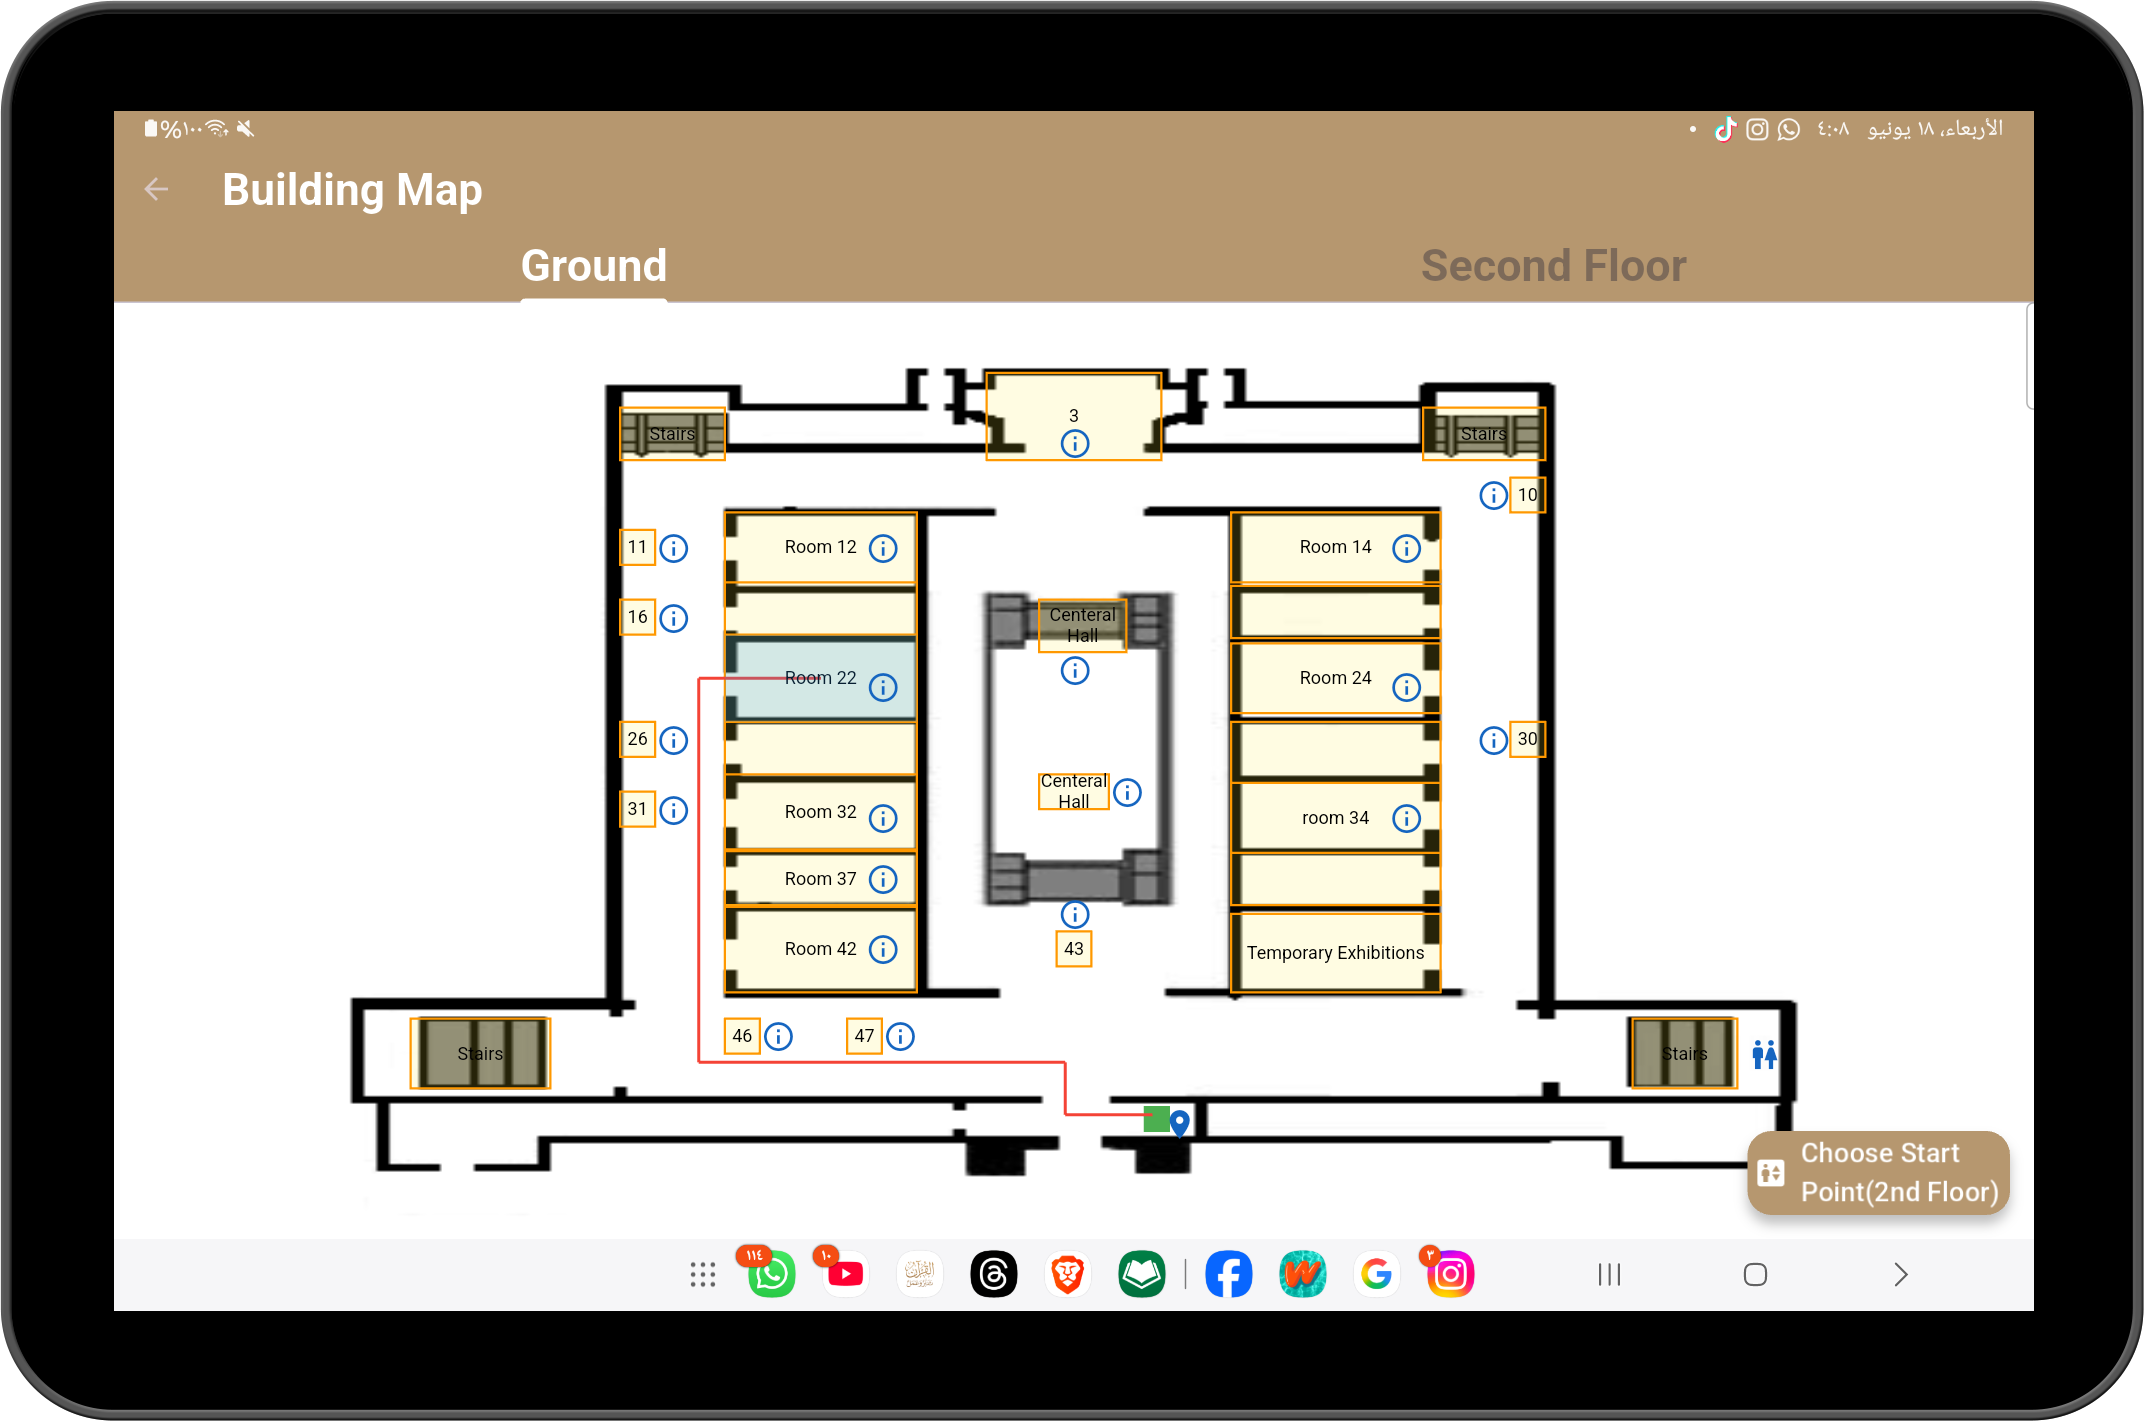 %١٠٠
الأربعاء، ١٨ يونيو ٤:٠٨
Building Map
Ground
Second Floor
3
Stairs
Stairs
10
11
Room 12
Room 14
16
Centeral
Hall
Room 22
Room 24
26
30
Centeral
Hall
31
Room 32
room 34
Room 37
Room 42
43
Temporary Exhibitions
46
47
Stairs
Stairs
Choose Start
Point(2nd Floor)
١١٤
١٠
٣